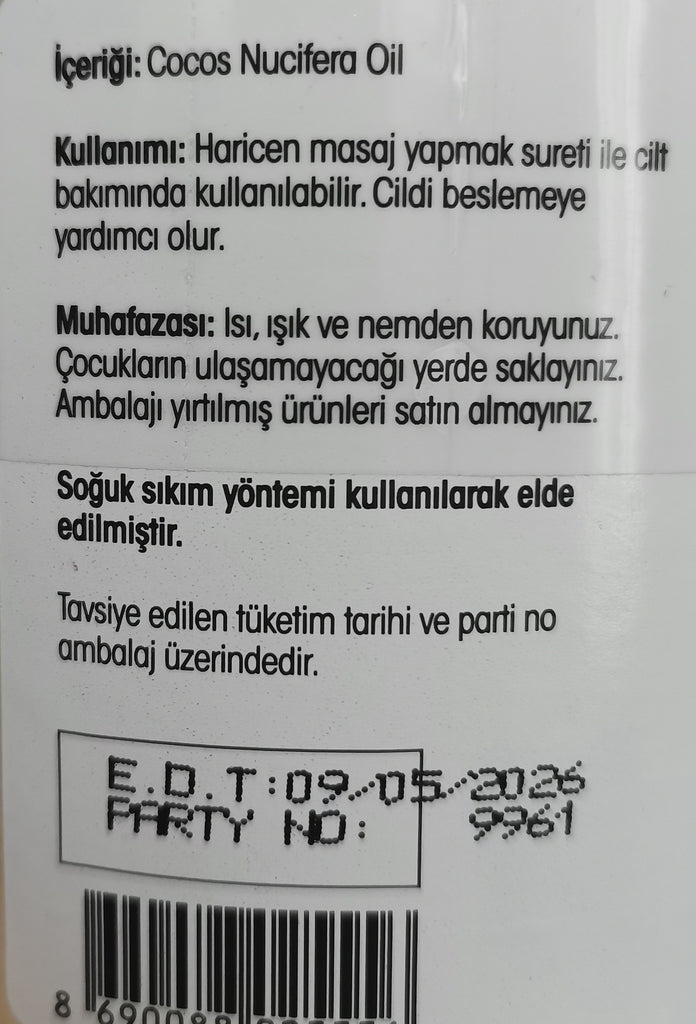 İçeriği: Cocos Nucifera Oil
Kullanımı: Haricen masaj yapmak sureti ile cilt
bakımında kullanılabilir. Cildi beslemeye
yardımcı olur.
Muhafazası: Isı, ışık ve nemden koruyunuz.
Çocukların ulaşamayacağı yerde saklayınız.
Ambalajı yırtılmış ürünleri satın almayınız.
Soğuk sıkım yöntemi kullanılarak elde
edilmiştir.
Tavsiye edilen tüketim tarihi ve parti no
ambalaj üzerindedir.
E.D.T:09/05/2026
PARTY NO: 9961